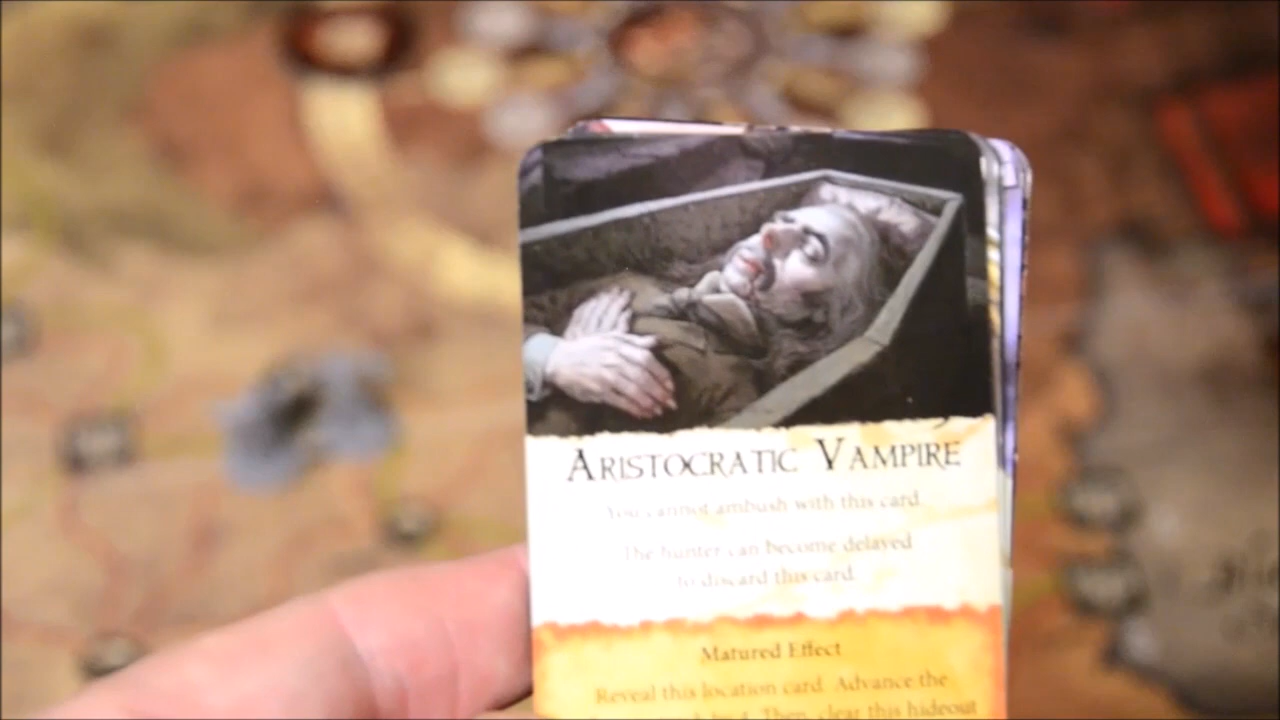 Aristocratic Vampire
You cannot ambush with this card.
The hunter can become delayed
to discard this card.
Matured Effect
Reveal this location card. Advance the
Then, clear this hideout